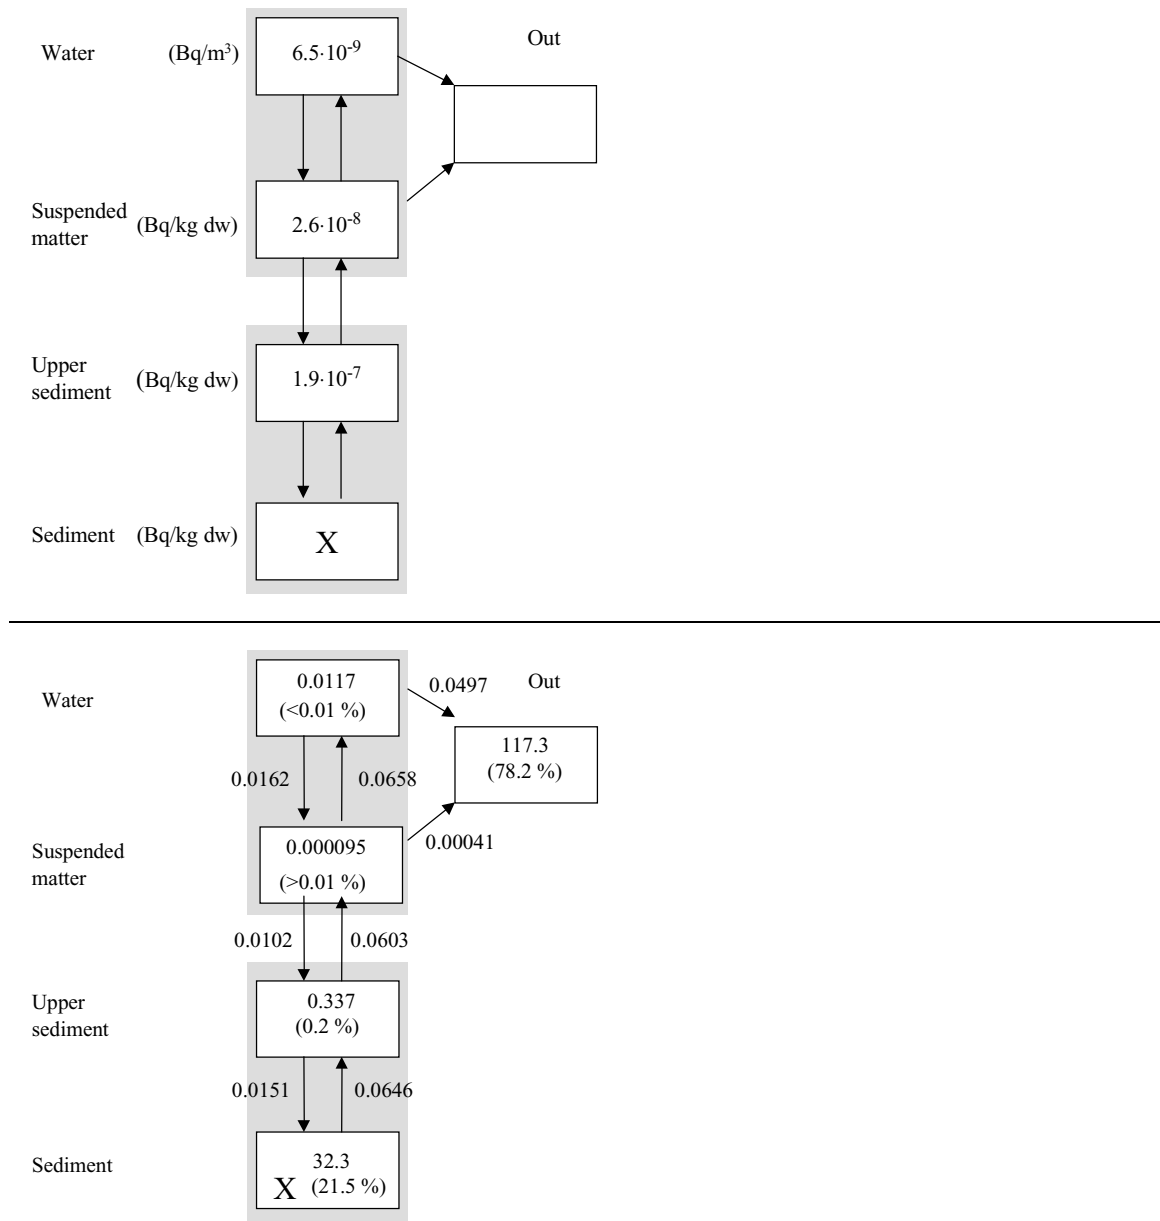 Water (Bq/m³) 6.5·10⁻⁹ Out
Suspended
matter (Bq/kg dw) 2.6·10⁻⁸
Upper
sediment (Bq/kg dw) 1.9·10⁻⁷
Sediment (Bq/kg dw) X
Water 0.0117 0.0497 Out
(<0.01 %)
117.3
(78.2 %)
0.0162 0.0658
Suspended
matter 0.000095 0.00041
(>0.01 %)
0.0102 0.0603
Upper
sediment 0.337
(0.2 %)
0.0151 0.0646
Sediment 32.3
X (21.5 %)